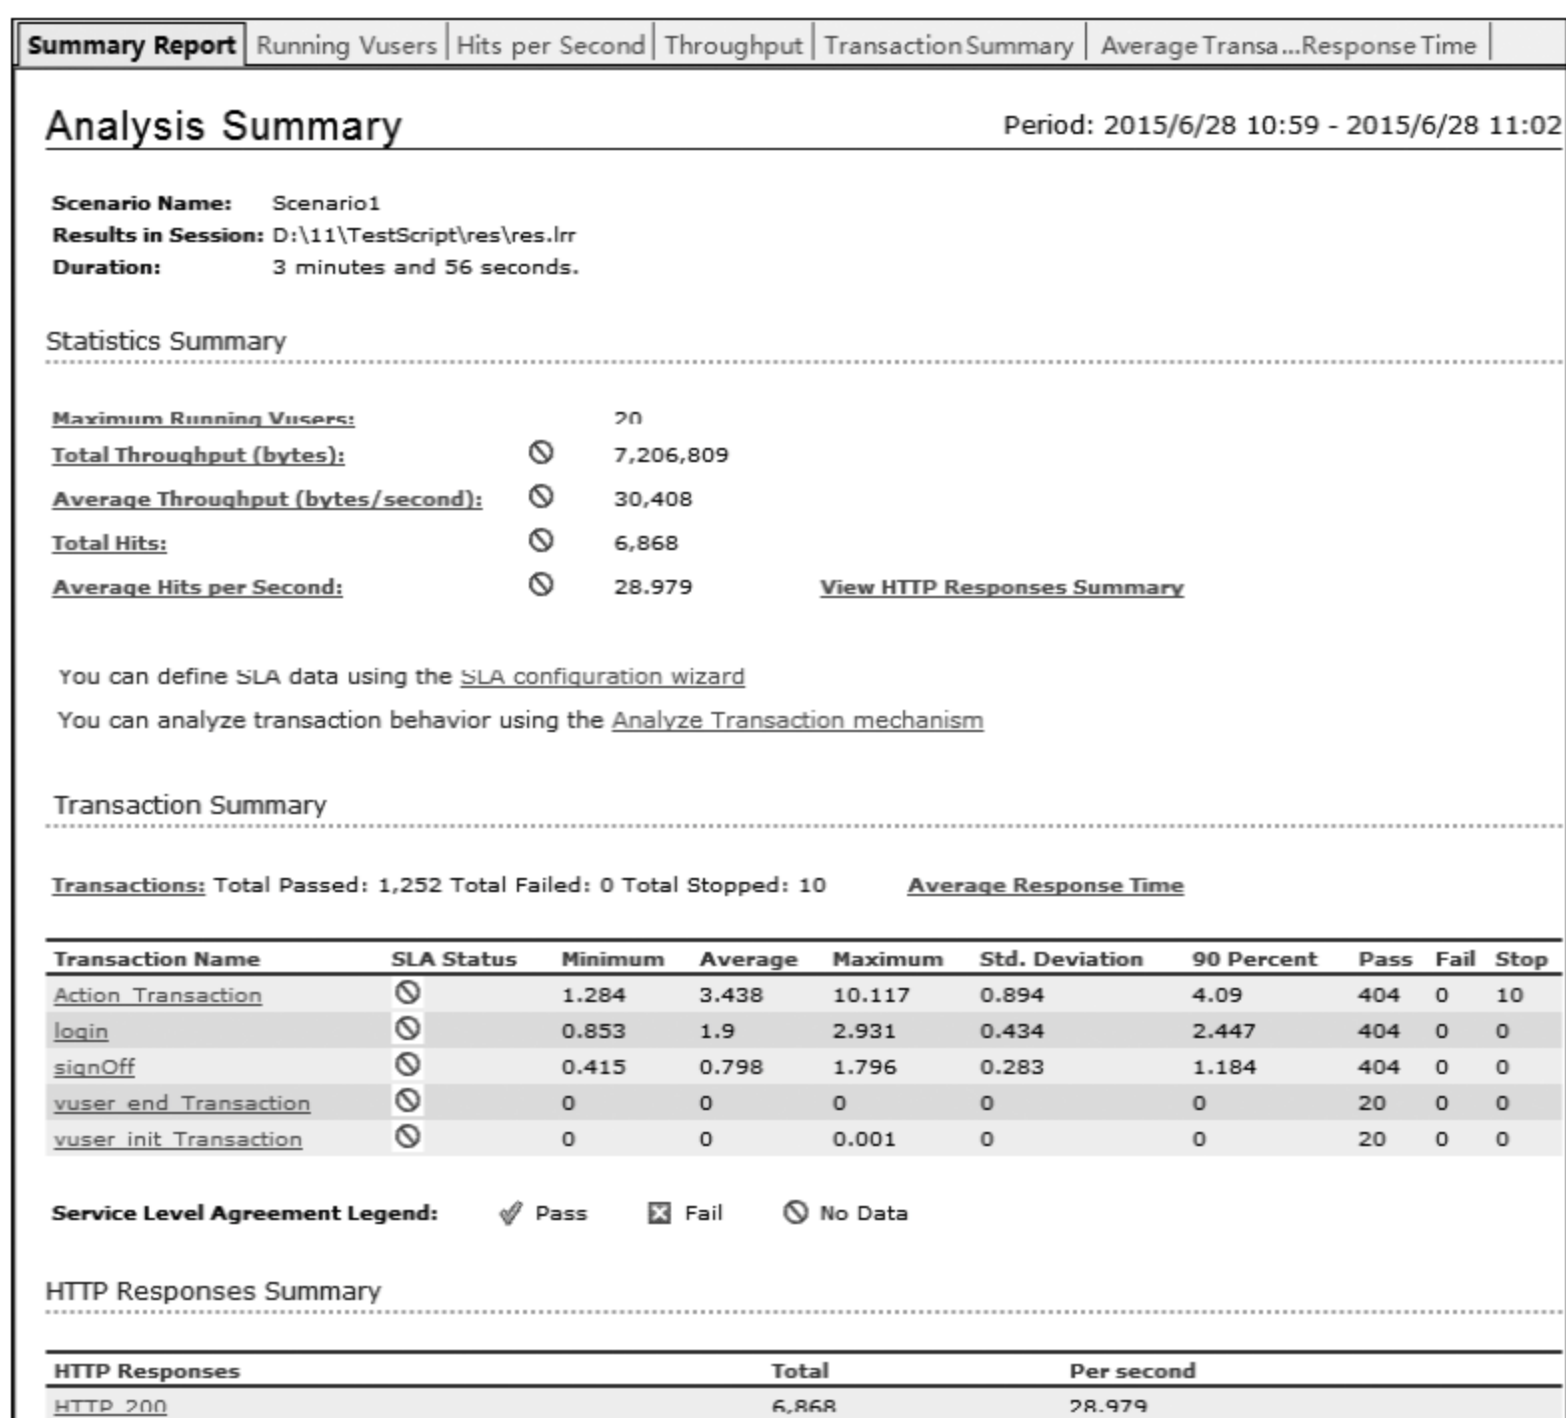 Summary Report Running Vusers Hits per Second Throughput Transaction Summary Average Transa...Response Time
Analysis Summary Period: 2015/6/28 10:59 - 2015/6/28 11:02
Scenario Name: Scenario1
Results in Session: D:\11\TestScript\res\res.lrr
Duration: 3 minutes and 56 seconds.
Statistics Summary
Maximum Running Vusers: 20
Total Throughput (bytes): 7,206,809
Average Throughput (bytes/second): 30,408
Total Hits: 6,868
Average Hits per Second: 28.979 View HTTP Responses Summary
You can define SLA data using the SLA configuration wizard
You can analyze transaction behavior using the Analyze Transaction mechanism
Transaction Summary
Transactions: Total Passed: 1,252 Total Failed: 0 Total Stopped: 10 Average Response Time
Transaction Name SLA Status Minimum Average Maximum Std. Deviation 90 Percent Pass Fail Stop
Action_Transaction 1.284 3.438 10.117 0.894 4.09 404 0 10
login 0.853 1.9 2.931 0.434 2.447 404 0 0
signOff 0.415 0.798 1.796 0.283 1.184 404 0 0
vuser_end_Transaction 0 0 0 0 0 20 0 0
vuser_init_Transaction 0 0 0.001 0 0 20 0 0
Service Level Agreement Legend: Pass Fail No Data
HTTP Responses Summary
HTTP Responses Total Per second
HTTP_200 6,868 28.979